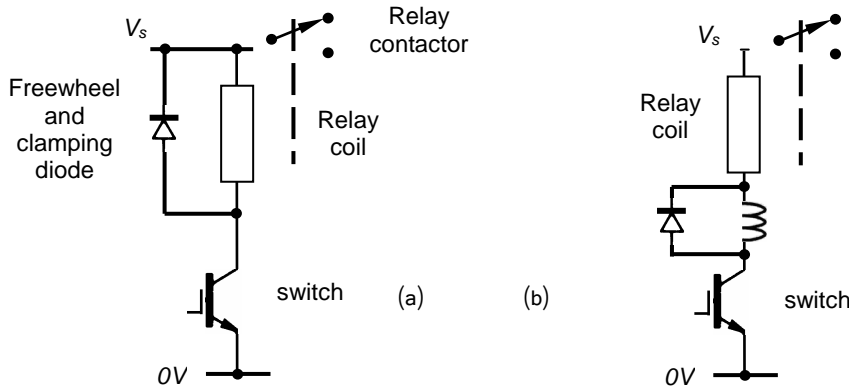 Vs
Relay
contactor
Freewheel
and
clamping
diode
Relay
coil
switch
0V
(a)
(b)
Vs
Relay
coil
switch
0V